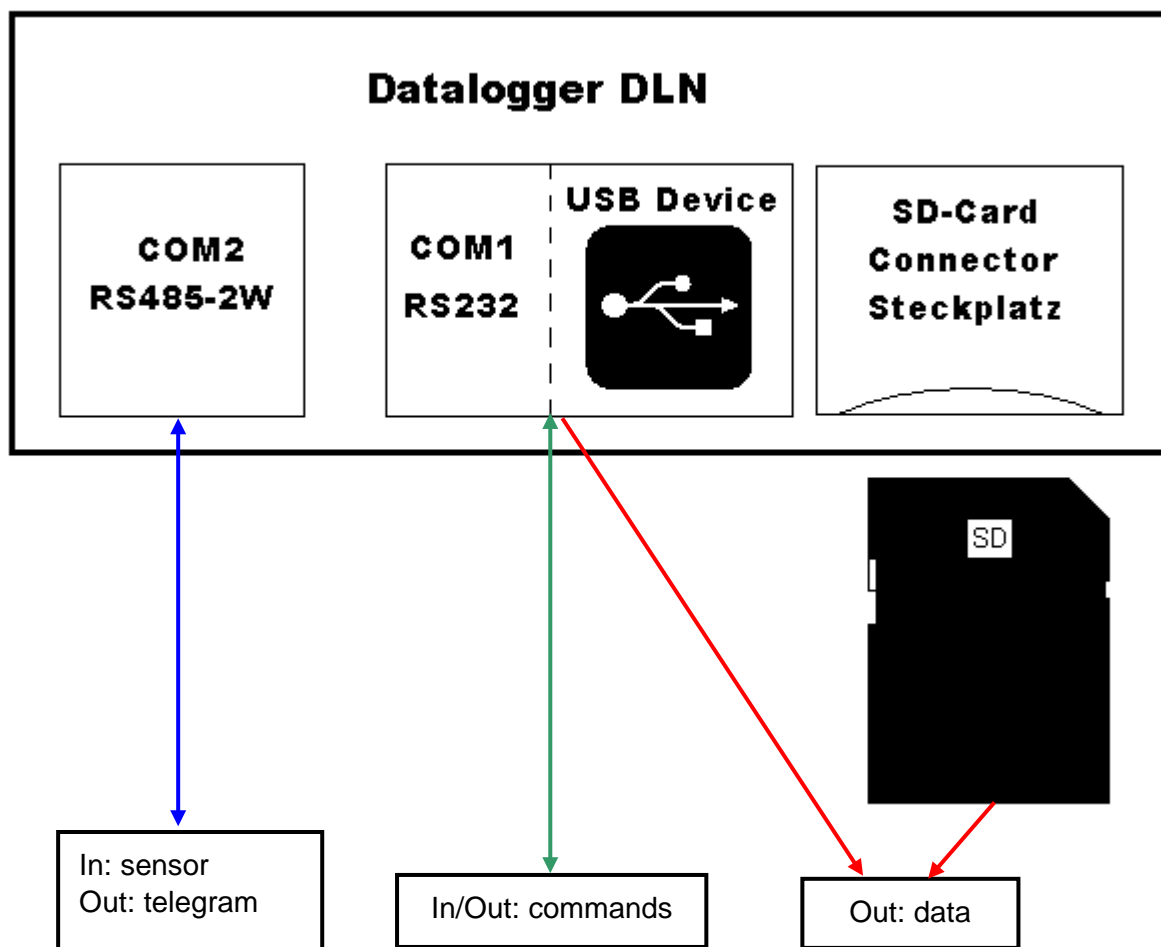 Datalogger DLN
COM2
RS485-2W
COM1
RS232
USB Device
SD-Card
Connector
Steckplatz
SD
In: sensor
Out: telegram
In/Out: commands
Out: data